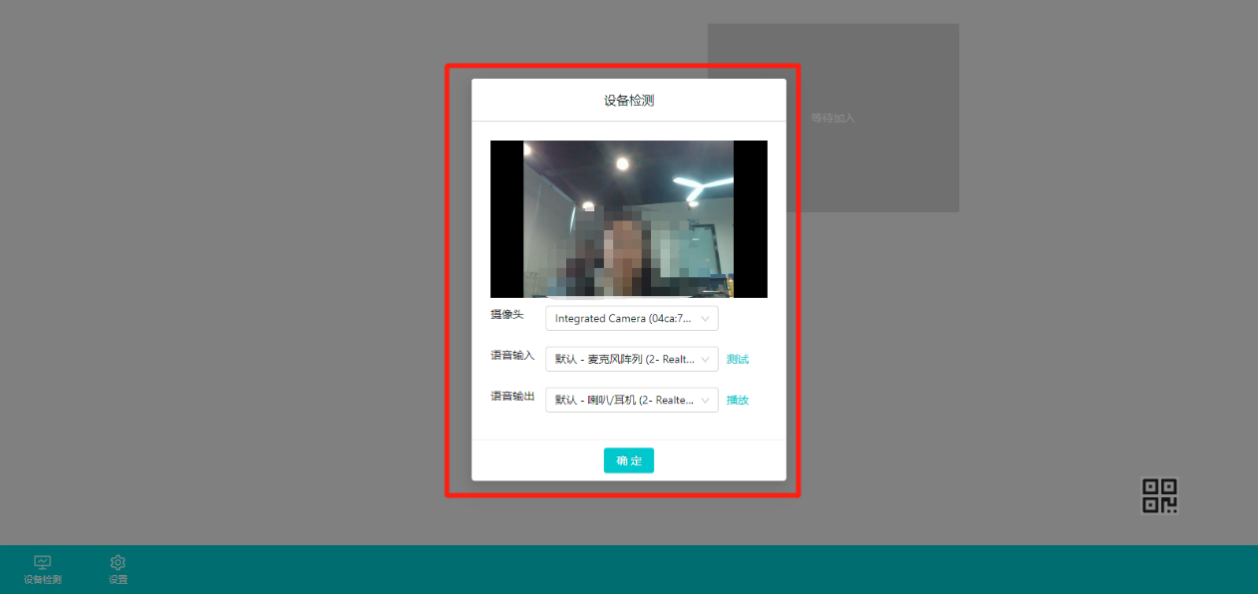 设备检测
等待加入
摄像头
Integrated Camera (04ca:7...
语音输入
默认 - 麦克风阵列 (2- Realt...
测试
语音输出
默认 - 喇叭/耳机 (2- Realte...
播放
确 定
设备检测
设置